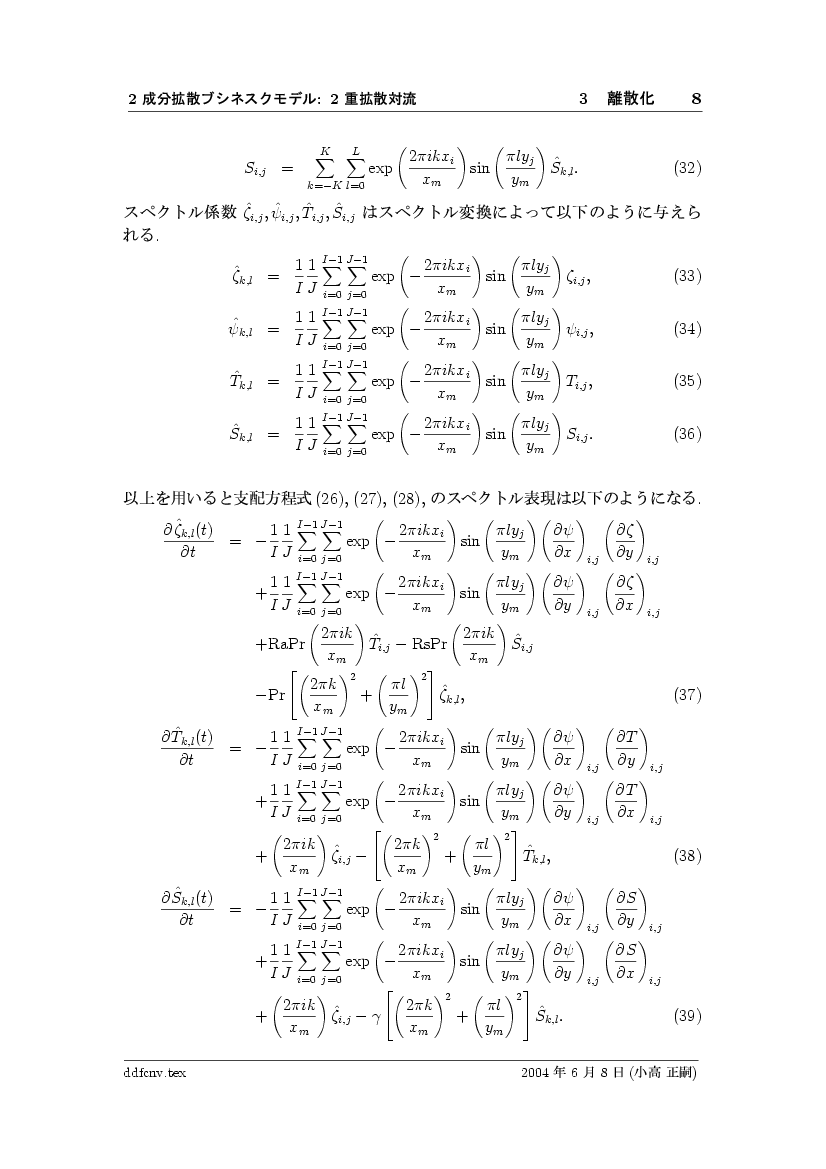 2 成分拡散ブシネスクモデル: 2 重拡散対流 3 離散化 8
S_{i,j} = \sum_{k=-K}^{K} \sum_{l=0}^{L} \exp\left(\frac{2\pi ikx_i}{x_m}\right) \sin\left(\frac{\pi ly_j}{y_m}\right) \hat{S}_{k,l}. (32)
スペクトル係数 \hat{\zeta}_{i,j}, \hat{\psi}_{i,j}, \hat{T}_{i,j}, \hat{S}_{i,j} はスペクトル変換によって以下のように与えら
れる.
\hat{\zeta}_{k,l} = \frac{1}{I}\frac{1}{J} \sum_{i=0}^{I-1} \sum_{j=0}^{J-1} \exp\left(-\frac{2\pi ikx_i}{x_m}\right) \sin\left(\frac{\pi ly_j}{y_m}\right) \zeta_{i,j}, (33)
\hat{\psi}_{k,l} = \frac{1}{I}\frac{1}{J} \sum_{i=0}^{I-1} \sum_{j=0}^{J-1} \exp\left(-\frac{2\pi ikx_i}{x_m}\right) \sin\left(\frac{\pi ly_j}{y_m}\right) \psi_{i,j}, (34)
\hat{T}_{k,l} = \frac{1}{I}\frac{1}{J} \sum_{i=0}^{I-1} \sum_{j=0}^{J-1} \exp\left(-\frac{2\pi ikx_i}{x_m}\right) \sin\left(\frac{\pi ly_j}{y_m}\right) T_{i,j}, (35)
\hat{S}_{k,l} = \frac{1}{I}\frac{1}{J} \sum_{i=0}^{I-1} \sum_{j=0}^{J-1} \exp\left(-\frac{2\pi ikx_i}{x_m}\right) \sin\left(\frac{\pi ly_j}{y_m}\right) S_{i,j}. (36)
以上を用いると支配方程式 (26), (27), (28), のスペクトル表現は以下のようになる.
\frac{\partial \hat{\zeta}_{k,l}(t)}{\partial t} = -\frac{1}{I}\frac{1}{J} \sum_{i=0}^{I-1} \sum_{j=0}^{J-1} \exp\left(-\frac{2\pi ikx_i}{x_m}\right) \sin\left(\frac{\pi ly_j}{y_m}\right) \left(\frac{\partial \psi}{\partial x}\right)_{i,j} \left(\frac{\partial \zeta}{\partial y}\right)_{i,j}
+\frac{1}{I}\frac{1}{J} \sum_{i=0}^{I-1} \sum_{j=0}^{J-1} \exp\left(-\frac{2\pi ikx_i}{x_m}\right) \sin\left(\frac{\pi ly_j}{y_m}\right) \left(\frac{\partial \psi}{\partial y}\right)_{i,j} \left(\frac{\partial \zeta}{\partial x}\right)_{i,j}
+RaPr\left(\frac{2\pi ik}{x_m}\right) \hat{T}_{i,j} - RsPr\left(\frac{2\pi ik}{x_m}\right) \hat{S}_{i,j}
-Pr\left[\left(\frac{2\pi k}{x_m}\right)^2 + \left(\frac{\pi l}{y_m}\right)^2\right] \hat{\zeta}_{k,l}, (37)
\frac{\partial \hat{T}_{k,l}(t)}{\partial t} = -\frac{1}{I}\frac{1}{J} \sum_{i=0}^{I-1} \sum_{j=0}^{J-1} \exp\left(-\frac{2\pi ikx_i}{x_m}\right) \sin\left(\frac{\pi ly_j}{y_m}\right) \left(\frac{\partial \psi}{\partial x}\right)_{i,j} \left(\frac{\partial T}{\partial y}\right)_{i,j}
+\frac{1}{I}\frac{1}{J} \sum_{i=0}^{I-1} \sum_{j=0}^{J-1} \exp\left(-\frac{2\pi ikx_i}{x_m}\right) \sin\left(\frac{\pi ly_j}{y_m}\right) \left(\frac{\partial \psi}{\partial y}\right)_{i,j} \left(\frac{\partial T}{\partial x}\right)_{i,j}
+\left(\frac{2\pi ik}{x_m}\right) \hat{\zeta}_{i,j} - \left[\left(\frac{2\pi k}{x_m}\right)^2 + \left(\frac{\pi l}{y_m}\right)^2\right] \hat{T}_{k,l}, (38)
\frac{\partial \hat{S}_{k,l}(t)}{\partial t} = -\frac{1}{I}\frac{1}{J} \sum_{i=0}^{I-1} \sum_{j=0}^{J-1} \exp\left(-\frac{2\pi ikx_i}{x_m}\right) \sin\left(\frac{\pi ly_j}{y_m}\right) \left(\frac{\partial \psi}{\partial x}\right)_{i,j} \left(\frac{\partial S}{\partial y}\right)_{i,j}
+\frac{1}{I}\frac{1}{J} \sum_{i=0}^{I-1} \sum_{j=0}^{J-1} \exp\left(-\frac{2\pi ikx_i}{x_m}\right) \sin\left(\frac{\pi ly_j}{y_m}\right) \left(\frac{\partial \psi}{\partial y}\right)_{i,j} \left(\frac{\partial S}{\partial x}\right)_{i,j}
+\left(\frac{2\pi ik}{x_m}\right) \hat{\zeta}_{i,j} - \gamma\left[\left(\frac{2\pi k}{x_m}\right)^2 + \left(\frac{\pi l}{y_m}\right)^2\right] \hat{S}_{k,l}. (39)
ddfcnv.tex 2004 年 6 月 8 日 (小高 正嗣)